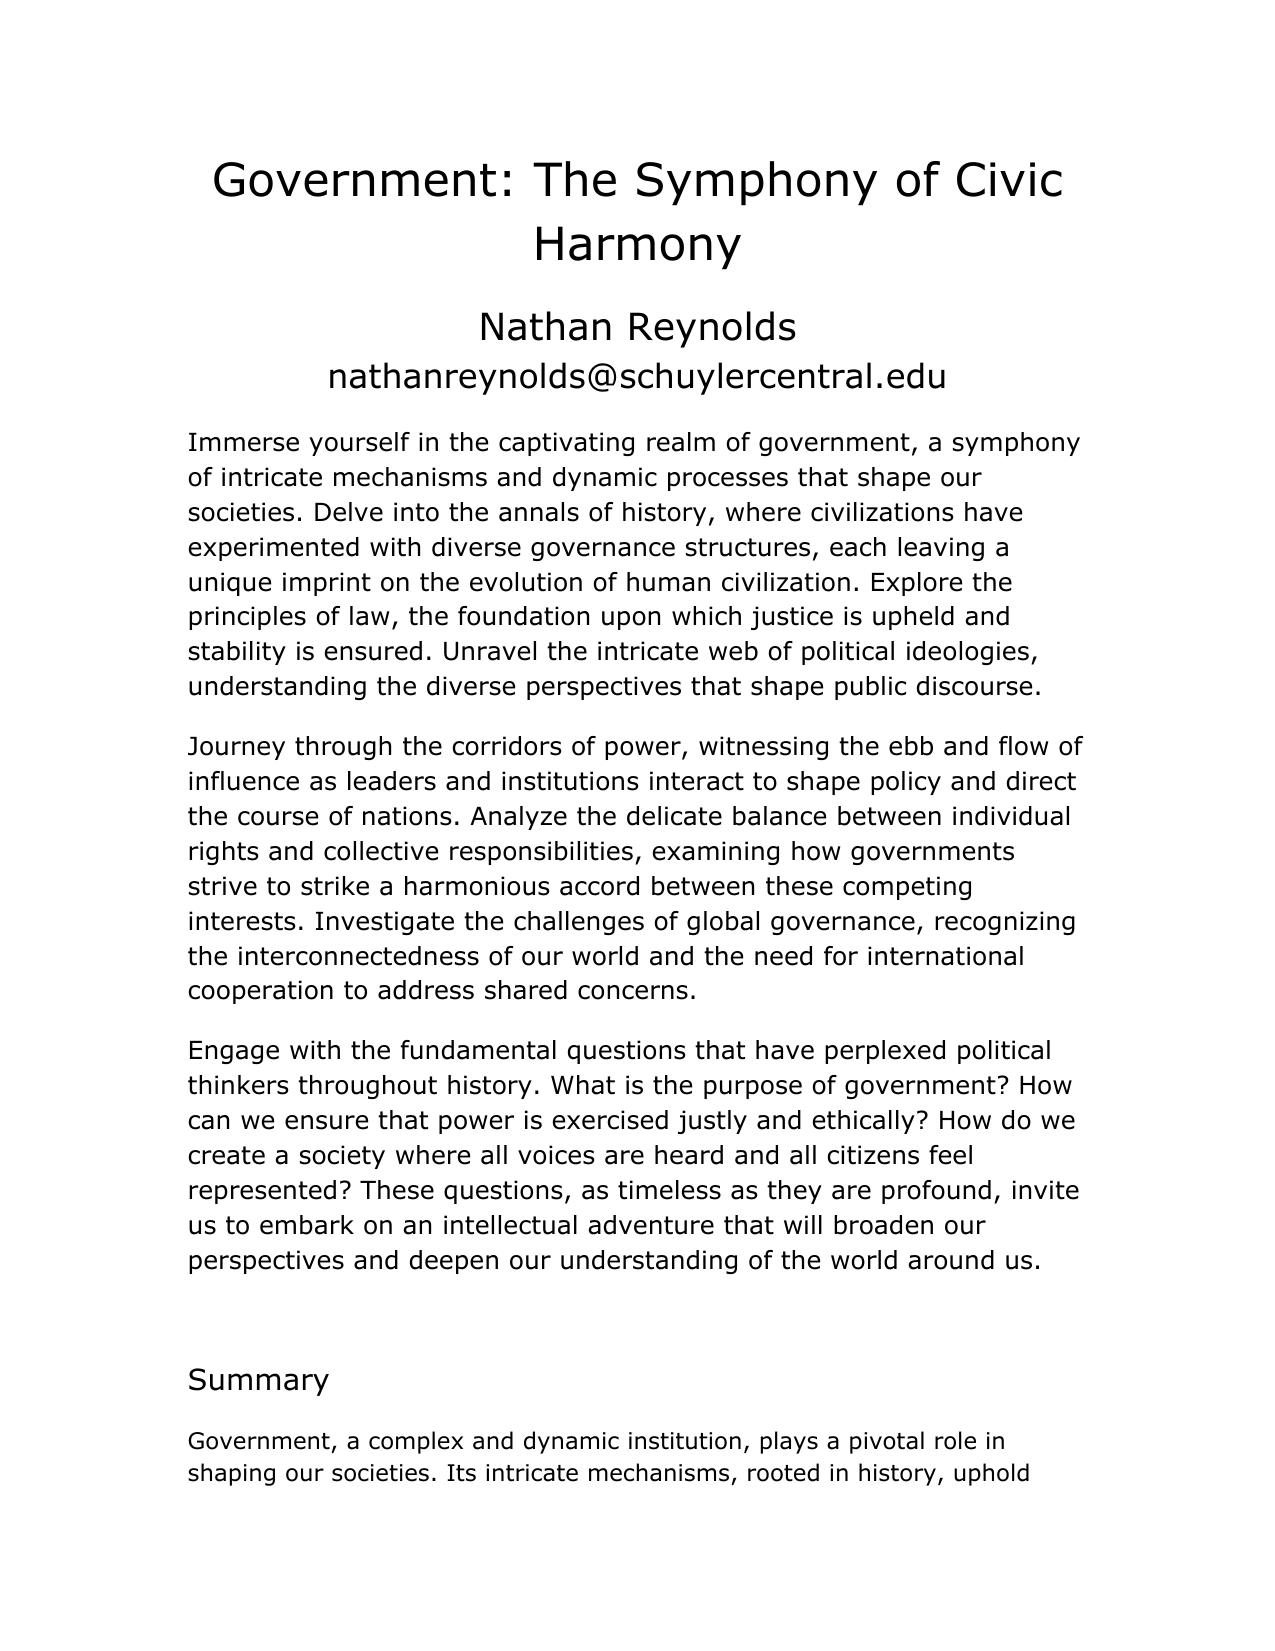 Government: The Symphony of Civic
Harmony
Nathan Reynolds
nathanreynolds@schuylercentral.edu
Immerse yourself in the captivating realm of government, a symphony
of intricate mechanisms and dynamic processes that shape our
societies. Delve into the annals of history, where civilizations have
experimented with diverse governance structures, each leaving a
unique imprint on the evolution of human civilization. Explore the
principles of law, the foundation upon which justice is upheld and
stability is ensured. Unravel the intricate web of political ideologies,
understanding the diverse perspectives that shape public discourse.
Journey through the corridors of power, witnessing the ebb and flow of
influence as leaders and institutions interact to shape policy and direct
the course of nations. Analyze the delicate balance between individual
rights and collective responsibilities, examining how governments
strive to strike a harmonious accord between these competing
interests. Investigate the challenges of global governance, recognizing
the interconnectedness of our world and the need for international
cooperation to address shared concerns.
Engage with the fundamental questions that have perplexed political
thinkers throughout history. What is the purpose of government? How
can we ensure that power is exercised justly and ethically? How do we
create a society where all voices are heard and all citizens feel
represented? These questions, as timeless as they are profound, invite
us to embark on an intellectual adventure that will broaden our
perspectives and deepen our understanding of the world around us.
Summary
Government, a complex and dynamic institution, plays a pivotal role in
shaping our societies. Its intricate mechanisms, rooted in history, uphold